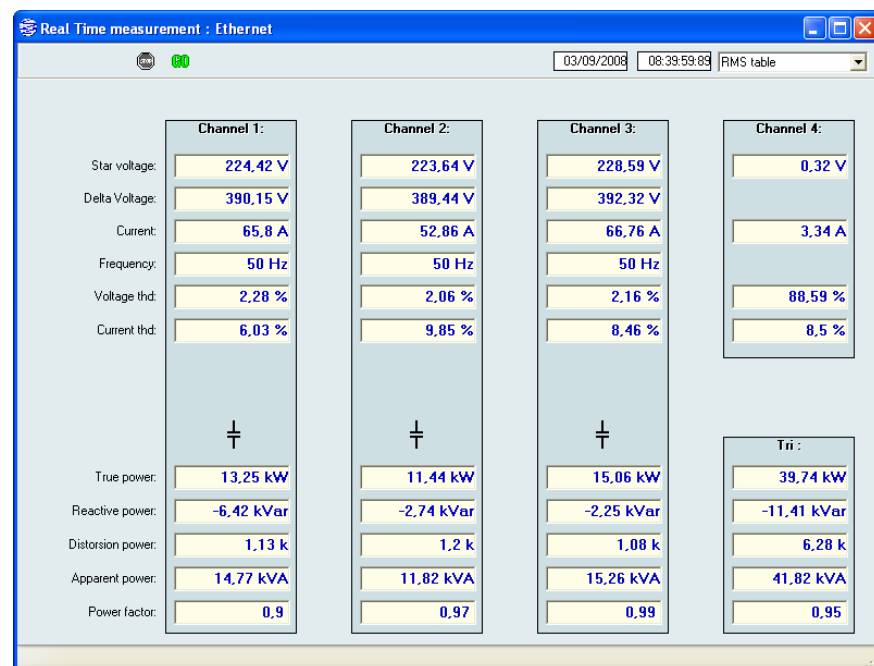 Real Time measurement : Ethernet
STOP GO 03/09/2008 08:39:59:89 RMS table
Channel 1: Channel 2: Channel 3: Channel 4:
Star voltage: 224,42 V 223,64 V 228,59 V 0,32 V
Delta Voltage: 390,15 V 389,44 V 392,32 V
Current: 65,8 A 52,86 A 66,76 A 3,34 A
Frequency: 50 Hz 50 Hz 50 Hz
Voltage thd: 2,28 % 2,06 % 2,16 % 88,59 %
Current thd: 6,03 % 9,85 % 8,46 % 8,5 %
Tri :
True power: 13,25 kW 11,44 kW 15,06 kW 39,74 kW
Reactive power: -6,42 kVar -2,74 kVar -2,25 kVar -11,41 kVar
Distorsion power: 1,13 k 1,2 k 1,08 k 6,28 k
Apparent power: 14,77 kVA 11,82 kVA 15,26 kVA 41,82 kVA
Power factor: 0,9 0,97 0,99 0,95